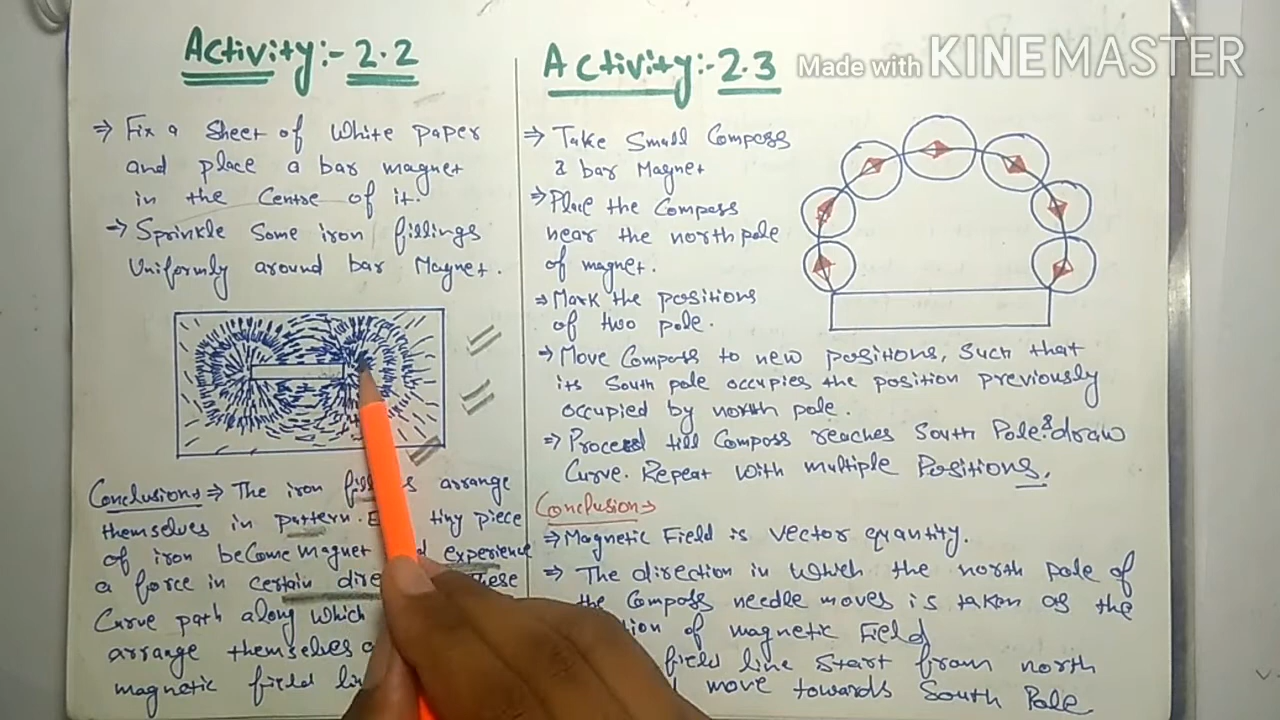 Activity:- 2.2
⇒ Fix a Sheet of White paper
and place a bar magnet
in the Centre of it.
⇒ Sprinkle Some iron fillings
Uniformly around bar Magnet.
Conclusion ⇒ The iron arrange
themselves in pattern. tiny piece
of iron become magnet experience
a force in certain these
Curve path along which
arrange themselves
magnetic field
Activity:- 2.3
Made with KINEMASTER
⇒ Take Small Compass
& bar Magnet
⇒ Place the Compass
near the north pole
of magnet.
⇒ Mark the positions
of two pole.
⇒ Move Compass to new positions, Such that
its South pole occupies the position previously
occupied by north pole.
⇒ Process till Compass reaches South Pole & draw
Curve. Repeat with multiple Positions.
Conclusion ⇒
⇒ Magnetic Field is vector quantity.
⇒ The direction in which the north pole of
the Compass needle moves is taken as the
of magnetic Field
field line Start from north
move towards South Pole